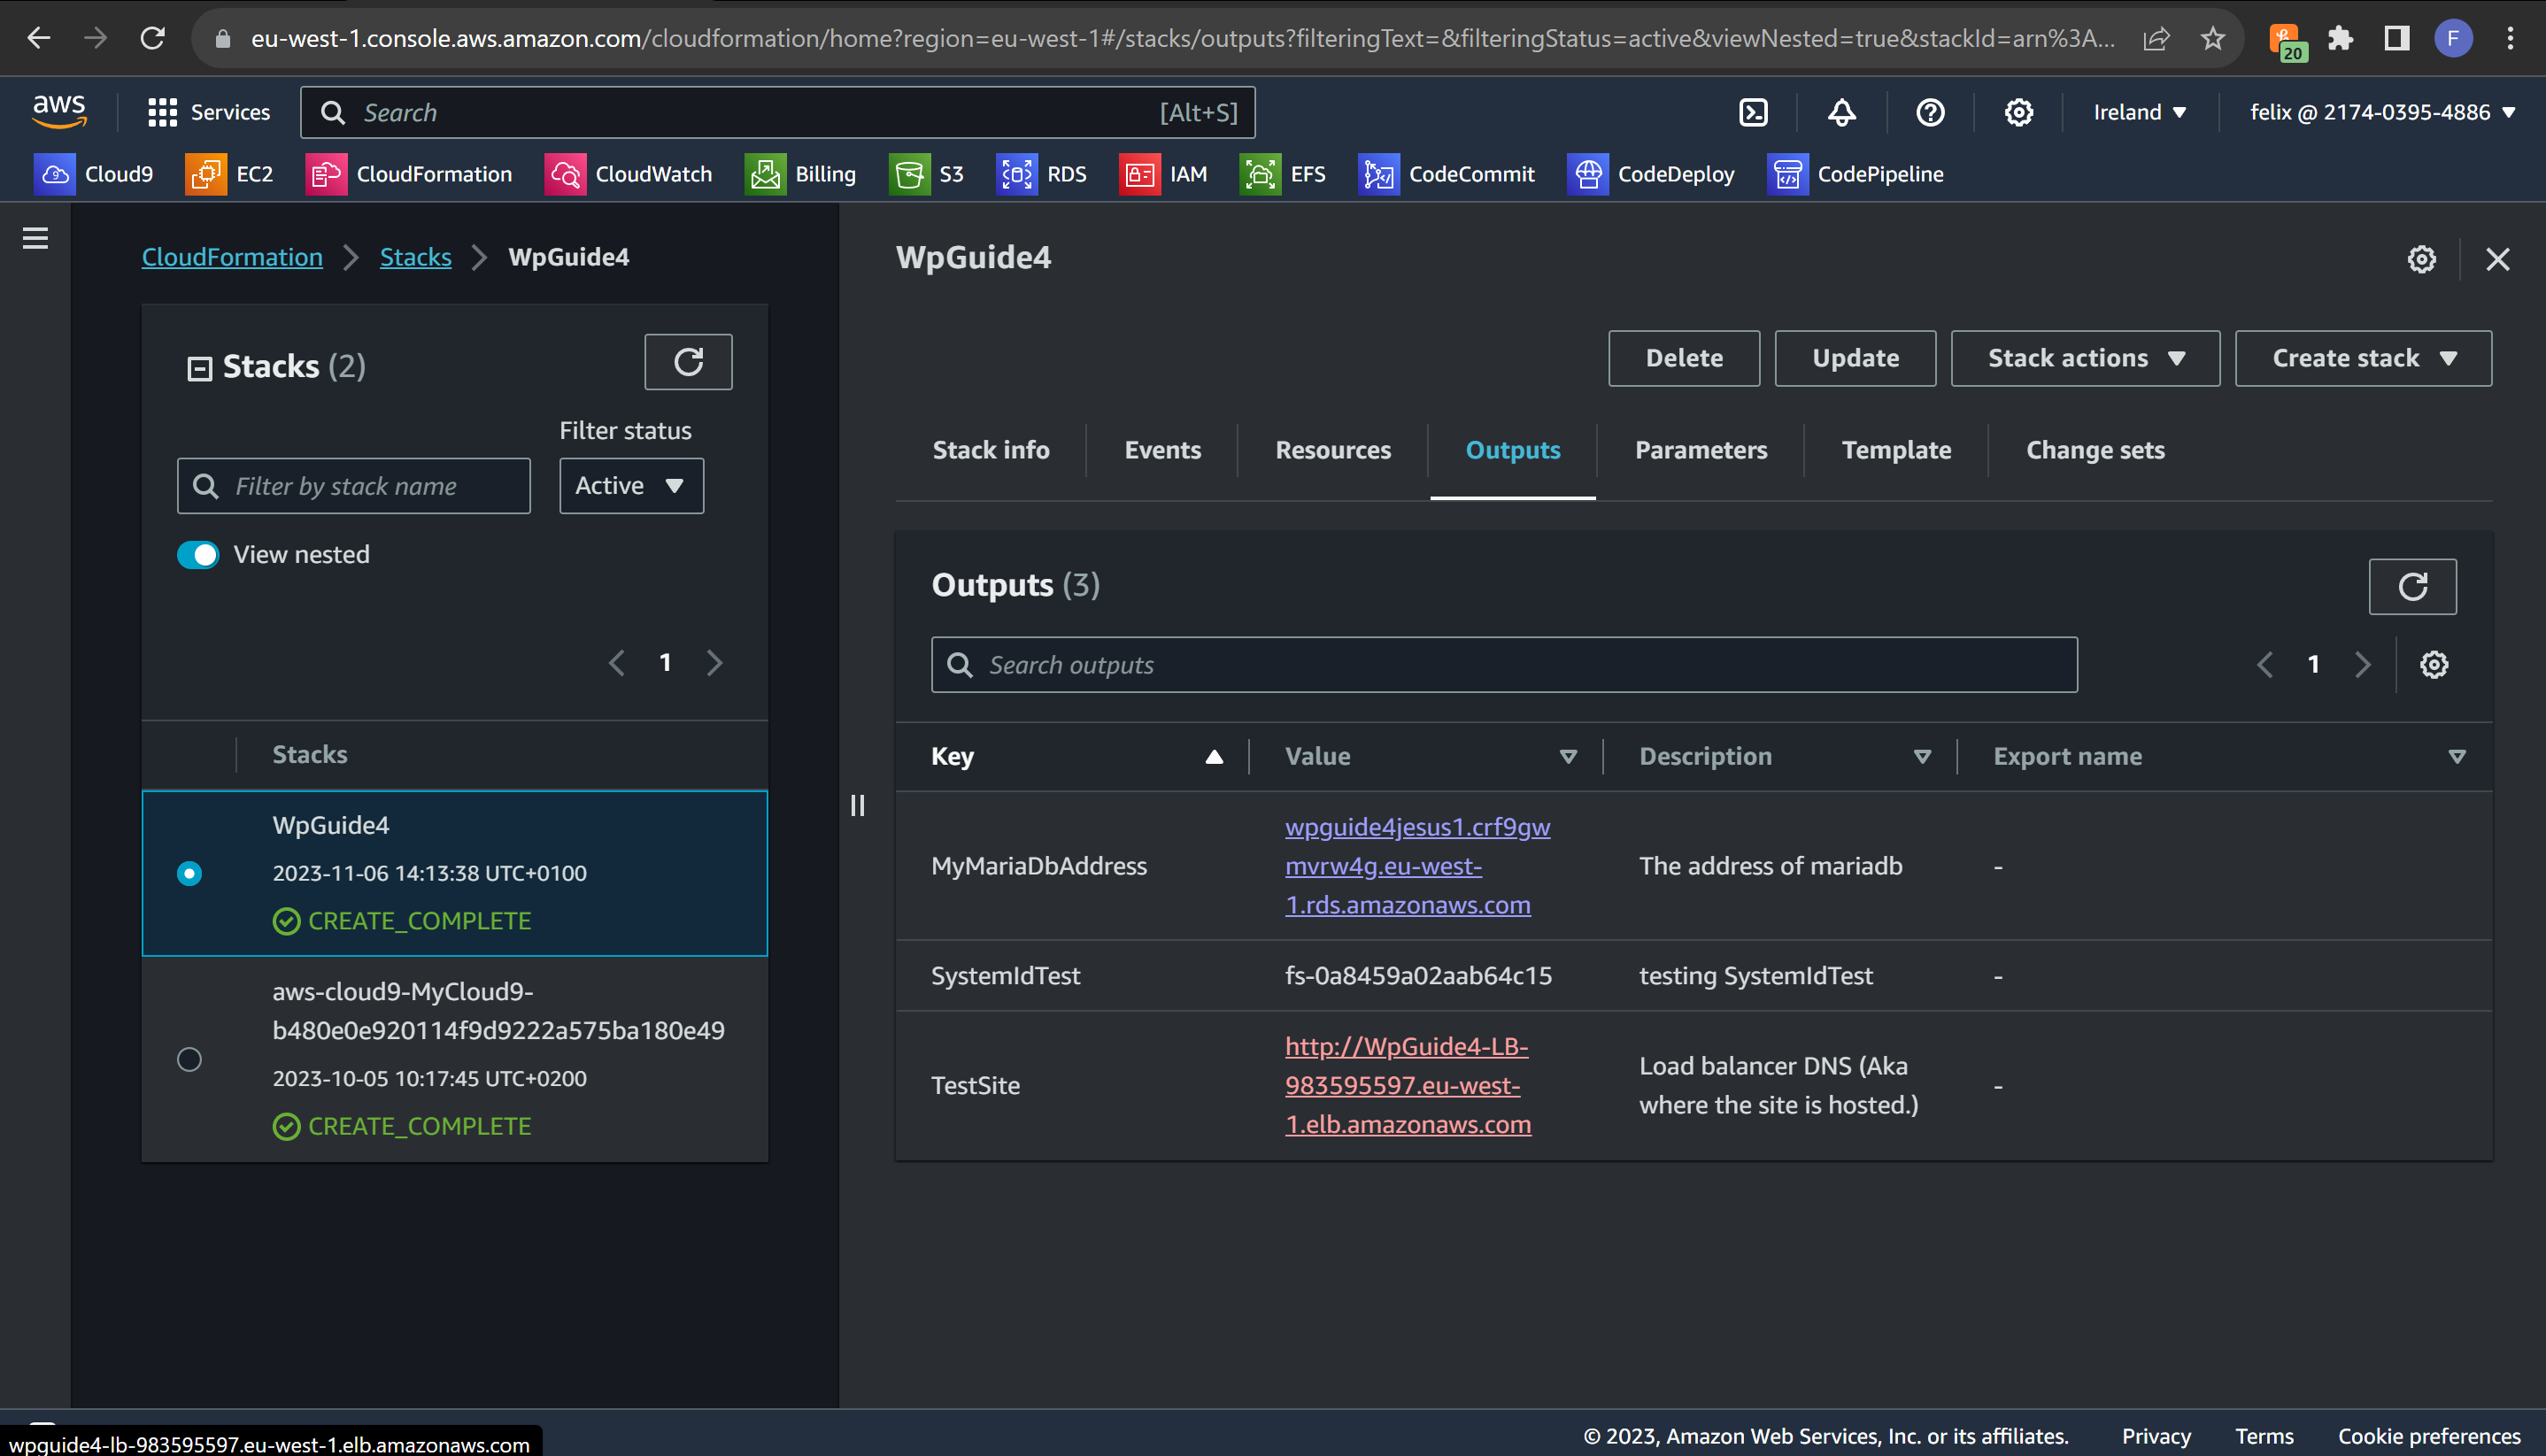 eu-west-1.console.aws.amazon.com/cloudformation/home?region=eu-west-1#/stacks/outputs?filteringText=&filteringStatus=active&viewNested=true&stackId=arn%3A...
20
F
aws
Services
Search
[Alt+S]
Ireland
felix @ 2174-0395-4886
Cloud9
EC2
CloudFormation
CloudWatch
Billing
S3
RDS
IAM
EFS
CodeCommit
CodeDeploy
CodePipeline
CloudFormation
Stacks
WpGuide4
Stacks (2)
Filter status
Filter by stack name
Active
View nested
1
Stacks
WpGuide4
2023-11-06 14:13:38 UTC+0100
CREATE_COMPLETE
aws-cloud9-MyCloud9-
b480e0e920114f9d9222a575ba180e49
2023-10-05 10:17:45 UTC+0200
CREATE_COMPLETE
WpGuide4
Delete
Update
Stack actions
Create stack
Stack info
Events
Resources
Outputs
Parameters
Template
Change sets
Outputs (3)
Search outputs
1
Key
Value
Description
Export name
MyMariaDbAddress
wpguide4jesus1.crf9gw
mvrw4g.eu-west-
1.rds.amazonaws.com
The address of mariadb
-
SystemIdTest
fs-0a8459a02aab64c15
testing SystemIdTest
-
TestSite
http://WpGuide4-LB-
983595597.eu-west-
1.elb.amazonaws.com
Load balancer DNS (Aka
where the site is hosted.)
-
wpguide4-lb-983595597.eu-west-1.elb.amazonaws.com
© 2023, Amazon Web Services, Inc. or its affiliates.
Privacy
Terms
Cookie preferences